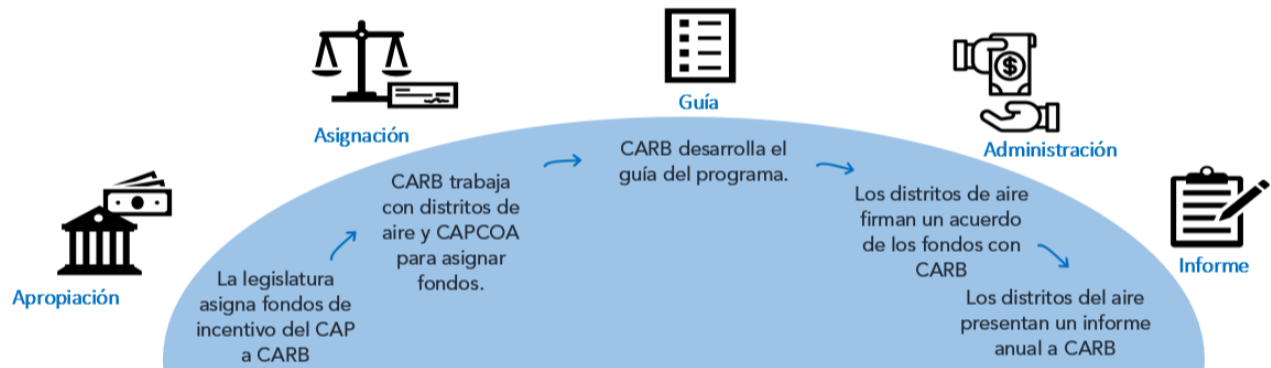 Apropiación
La legislatura
asigna fondos de
incentivo del CAP
a CARB
Asignación
CARB trabaja
con distritos de
aire y CAPCOA
para asignar
fondos.
Guía
CARB desarrolla el
guía del programa.
Administración
Los distritos de aire
firman un acuerdo
de los fondos con
CARB
Informe
Los distritos del aire
presentan un informe
anual a CARB